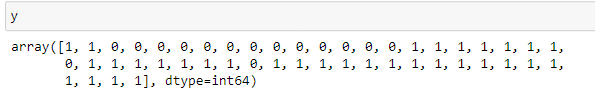 y
array([1, 1, 0, 0, 0, 0, 0, 0, 0, 0, 0, 0, 0, 0, 0, 1, 1, 1, 1, 1, 1, 1,
0, 1, 1, 1, 1, 1, 1, 1, 0, 1, 1, 1, 1, 1, 1, 1, 1, 1, 1, 1, 1, 1,
1, 1, 1, 1], dtype=int64)